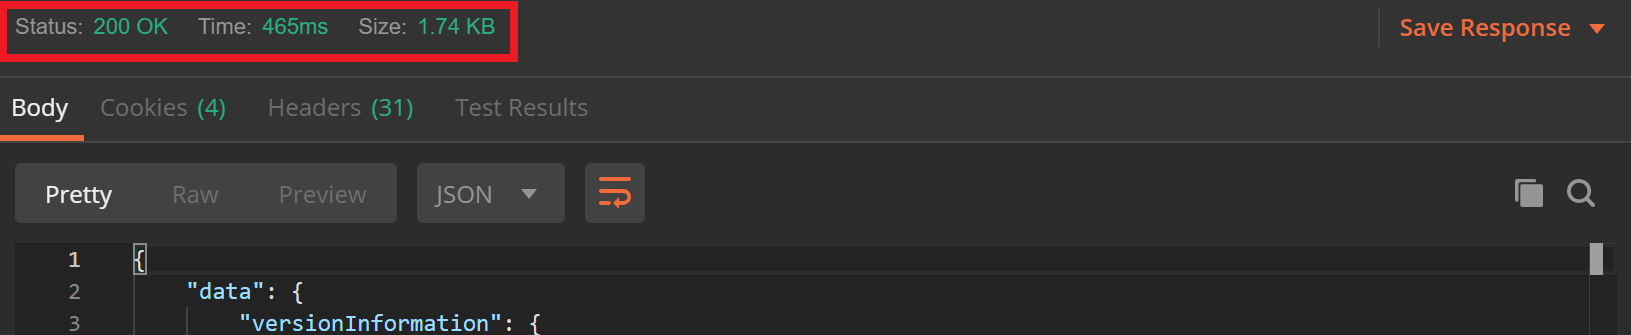 Status: 200 OK Time: 465ms Size: 1.74 KB Save Response
Body Cookies (4) Headers (31) Test Results
Pretty Raw Preview JSON
1 {
2 "data": {
3 "versionInformation": {